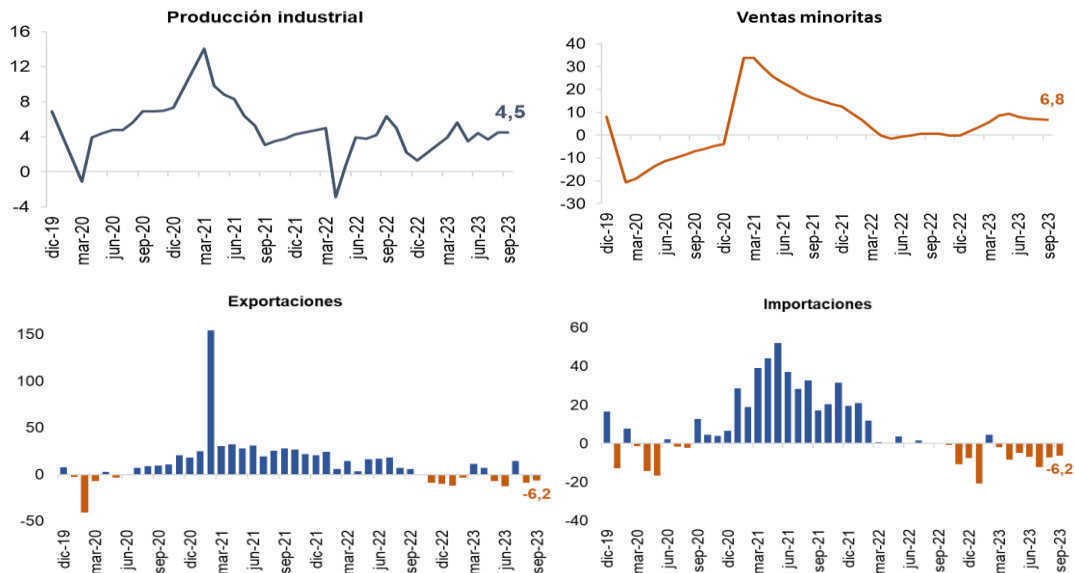 Producción industrial
16
12
8
4
0
-4
4,5
dic-19
mar-20
jun-20
sep-20
dic-20
mar-21
jun-21
sep-21
dic-21
mar-22
jun-22
sep-22
dic-22
mar-23
jun-23
sep-23
Ventas minoritas
40
30
20
10
0
-10
-20
-30
6,8
dic-19
mar-20
jun-20
sep-20
dic-20
mar-21
jun-21
sep-21
dic-21
mar-22
jun-22
sep-22
dic-22
mar-23
jun-23
sep-23
Exportaciones
150
100
50
0
-50
-6,2
dic-19
mar-20
jun-20
sep-20
dic-20
mar-21
jun-21
sep-21
dic-21
mar-22
jun-22
sep-22
dic-22
mar-23
jun-23
sep-23
Importaciones
60
40
20
0
-20
-40
-6,2
dic-19
mar-20
jun-20
sep-20
dic-20
mar-21
jun-21
sep-21
dic-21
mar-22
jun-22
sep-22
dic-22
mar-23
jun-23
sep-23